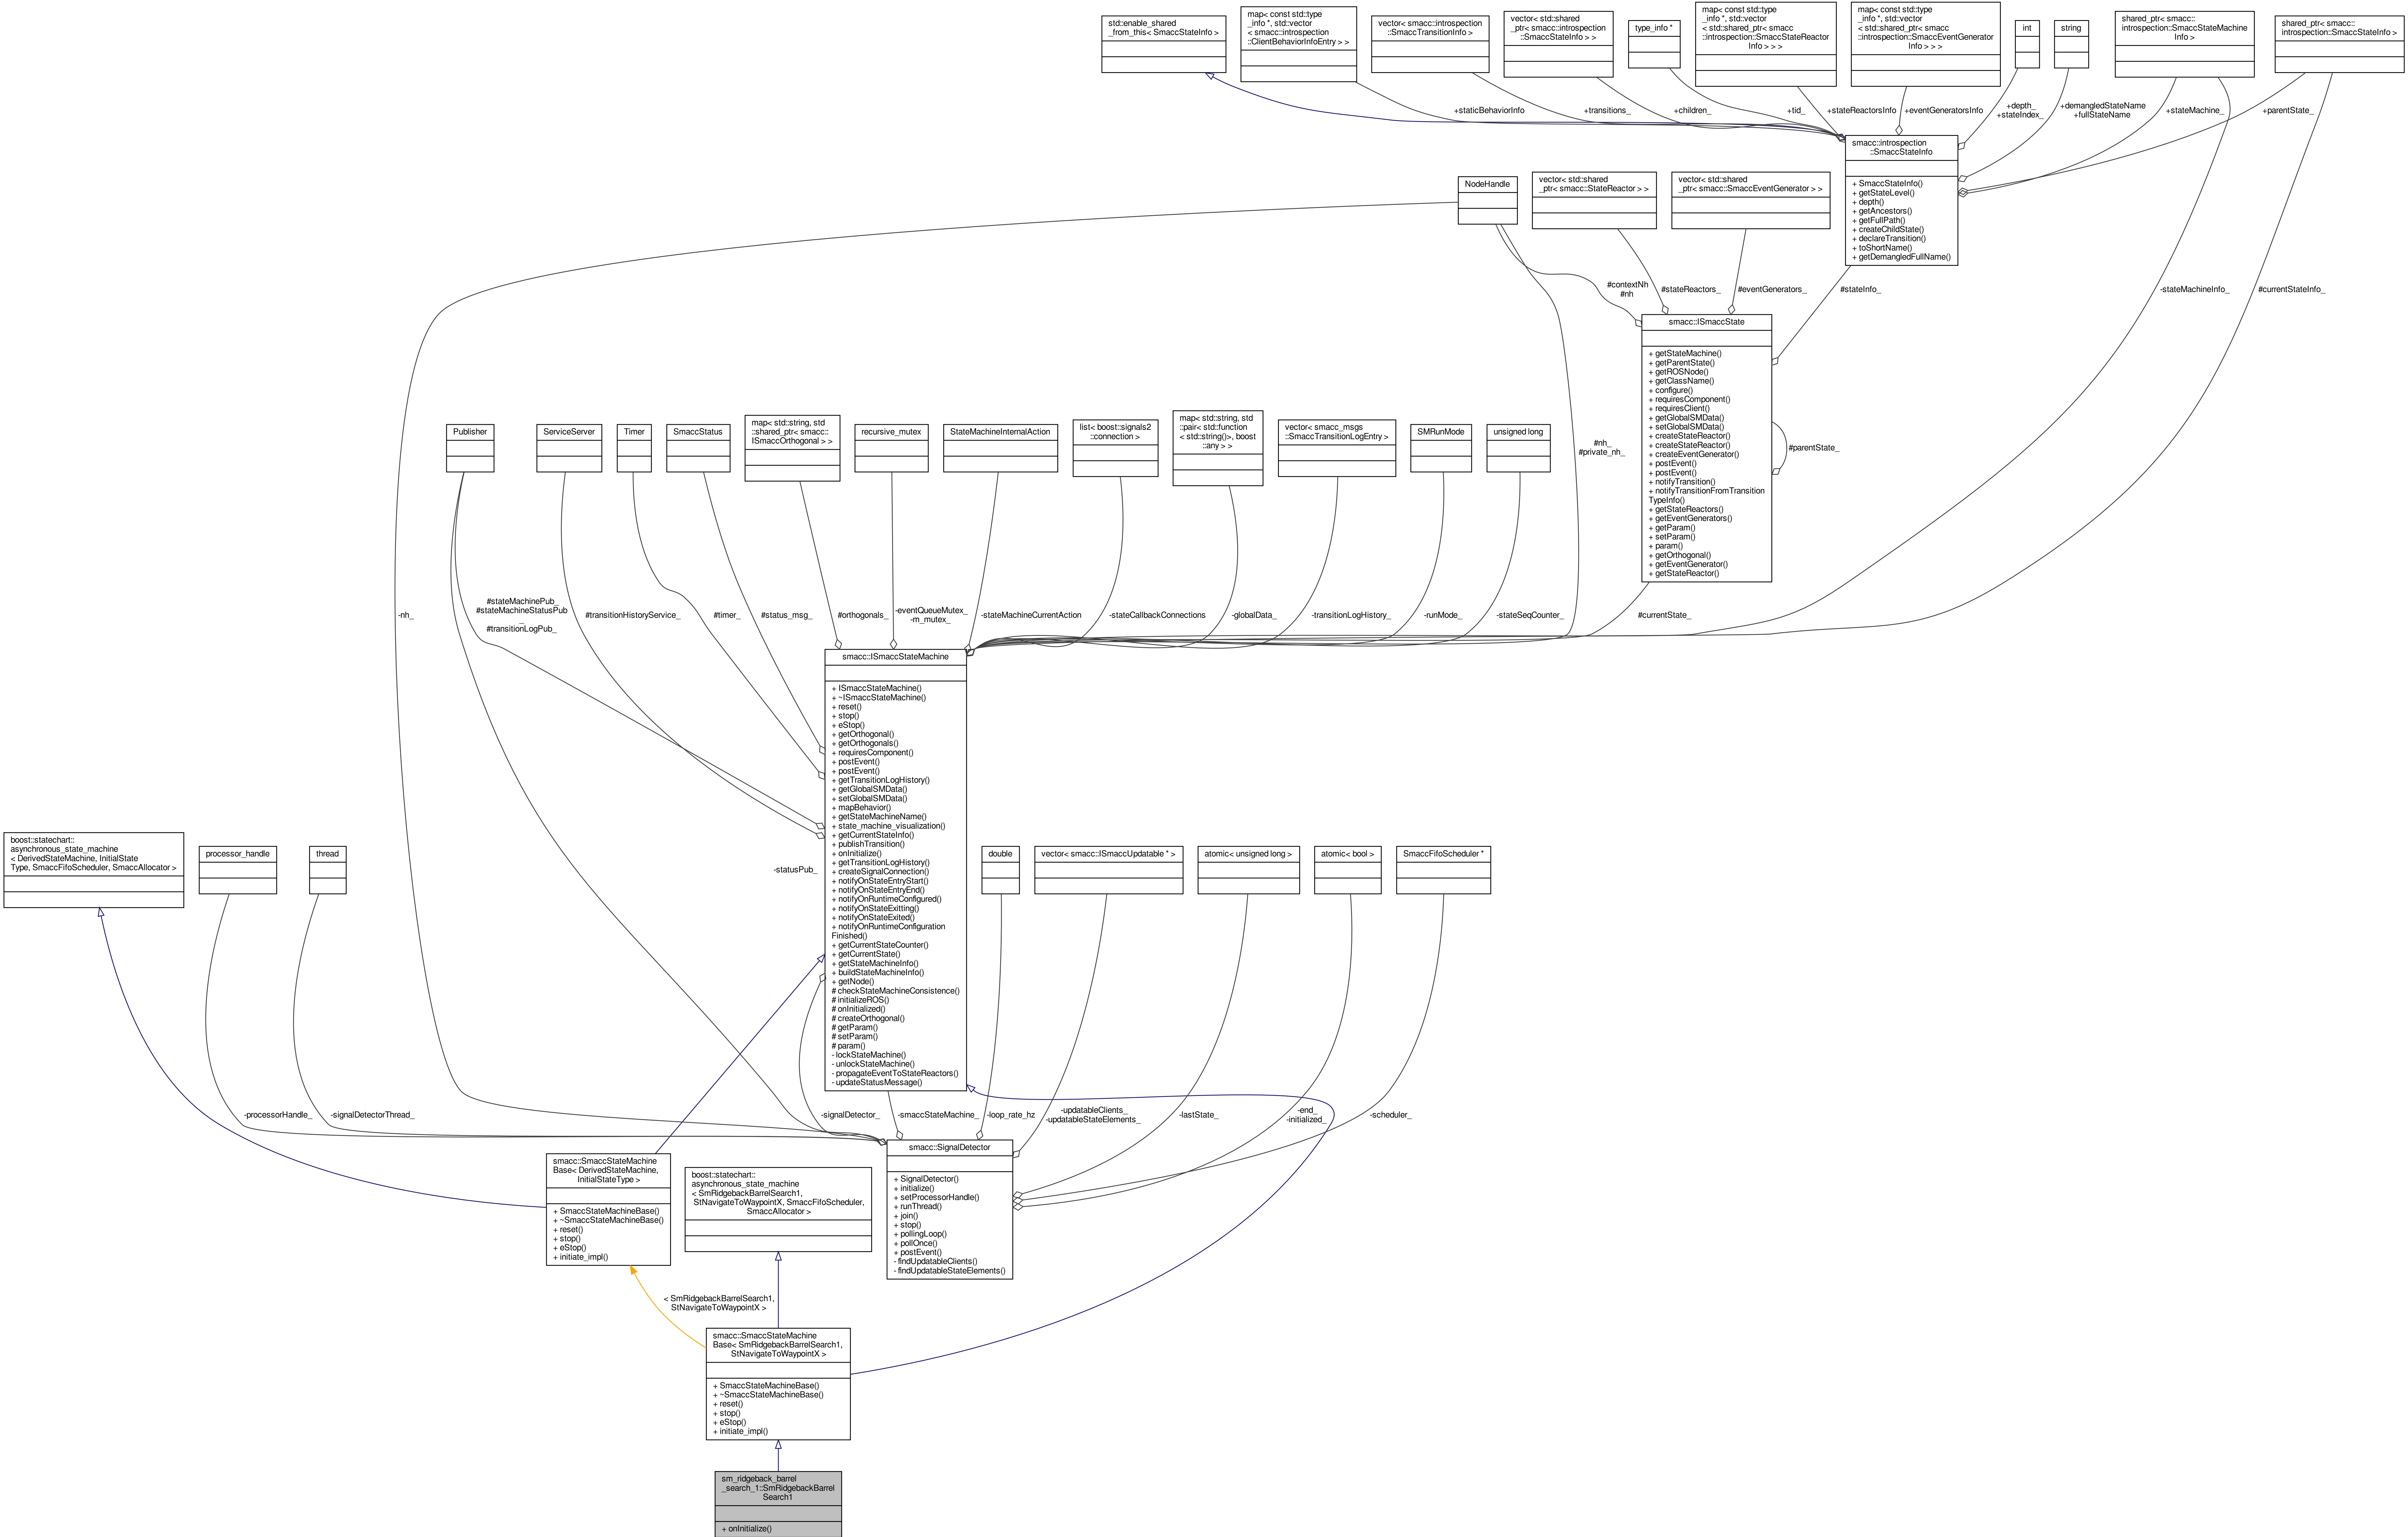 std::enable_shared
_from_this< SmaccStateInfo >
map< const std::type
_info *, std::vector
< smacc::introspection
::ClientBehaviorInfoEntry > >
vector< smacc::introspection
::SmaccTransitionInfo >
vector< std::shared
_ptr< smacc::introspection
::SmaccStateInfo > >
type_info *
map< const std::type
_info *, std::vector
< std::shared_ptr< smacc
::introspection::SmaccStateReactor
Info > > >
map< const std::type
_info *, std::vector
< std::shared_ptr< smacc
::introspection::SmaccEventGenerator
Info > > >
int
string
shared_ptr< smacc::
introspection::SmaccStateMachine
Info >
shared_ptr< smacc::
introspection::SmaccStateInfo >
+staticBehaviorInfo
+transitions_
+children_
+tid_
+stateReactorsInfo
+eventGeneratorsInfo
+depth_
+stateIndex_
+demangledStateName
+fullStateName
+stateMachine_
+parentState_
smacc::introspection
::SmaccStateInfo
+ SmaccStateInfo()
+ getStateLevel()
+ depth()
+ getAncestors()
+ getFullPath()
+ createChildState()
+ declareTransition()
+ toShortName()
+ getDemangledFullName()
NodeHandle
vector< std::shared
_ptr< smacc::StateReactor > >
vector< std::shared
_ptr< smacc::SmaccEventGenerator > >
#contextNh
#nh
#stateReactors_
#eventGenerators_
#stateInfo_
-stateMachineInfo_
#currentStateInfo_
smacc::ISmaccState
+ getStateMachine()
+ getParentState()
+ getROSNode()
+ getClassName()
+ configure()
+ requiresComponent()
+ requiresClient()
+ getGlobalSMData()
+ setGlobalSMData()
+ createStateReactor()
+ createStateReactor()
+ createEventGenerator()
+ postEvent()
+ postEvent()
+ notifyTransition()
+ notifyTransitionFromTransition
TypeInfo()
+ getStateReactors()
+ getEventGenerators()
+ getParam()
+ setParam()
+ param()
+ getOrthogonal()
+ getEventGenerator()
+ getStateReactor()
#parentState_
Publisher
ServiceServer
Timer
SmaccStatus
map< std::string, std
::shared_ptr< smacc::
ISmaccOrthogonal > >
recursive_mutex
StateMachineInternalAction
list< boost::signals2
::connection >
map< std::string, std
::pair< std::function
< std::string()>, boost
::any > >
vector< smacc_msgs
::SmaccTransitionLogEntry >
SMRunMode
unsigned long
#nh_
#private_nh_
-nh_
#stateMachinePub_
#stateMachineStatusPub
_
#transitionLogPub_
#transitionHistoryService_
#timer_
#status_msg_
#orthogonals_
-eventQueueMutex_
-m_mutex_
-stateMachineCurrentAction
-stateCallbackConnections
-globalData_
-transitionLogHistory_
-runMode_
-stateSeqCounter_
#currentState_
smacc::ISmaccStateMachine
+ ISmaccStateMachine()
+ ~ISmaccStateMachine()
+ reset()
+ stop()
+ eStop()
+ getOrthogonal()
+ getOrthogonals()
+ requiresComponent()
+ postEvent()
+ postEvent()
+ getTransitionLogHistory()
+ getGlobalSMData()
+ setGlobalSMData()
+ mapBehavior()
+ getStateMachineName()
+ state_machine_visualization()
+ getCurrentStateInfo()
+ publishTransition()
+ onInitialize()
+ getTransitionLogHistory()
+ createSignalConnection()
+ notifyOnStateEntryStart()
+ notifyOnStateEntryEnd()
+ notifyOnRuntimeConfigured()
+ notifyOnStateExitting()
+ notifyOnStateExited()
+ notifyOnRuntimeConfiguration
Finished()
+ getCurrentStateCounter()
+ getCurrentState()
+ getStateMachineInfo()
+ buildStateMachineInfo()
+ getNode()
# checkStateMachineConsistence()
# initializeROS()
# onInitialized()
# createOrthogonal()
# getParam()
# setParam()
# param()
- lockStateMachine()
- unlockStateMachine()
- propagateEventToStateReactors()
- updateStatusMessage()
boost::statechart::
asynchronous_state_machine
< DerivedStateMachine, InitialState
Type, SmaccFifoScheduler, SmaccAllocator >
processor_handle
thread
-statusPub_
double
vector< smacc::ISmaccUpdatable * >
atomic< unsigned long >
atomic< bool >
SmaccFifoScheduler *
-processorHandle_
-signalDetectorThread_
-signalDetector_
-smaccStateMachine_
-loop_rate_hz
-updatableClients_
-updatableStateElements_
-lastState_
-end_
-initialized_
-scheduler_
smacc::SignalDetector
+ SignalDetector()
+ initialize()
+ setProcessorHandle()
+ runThread()
+ join()
+ stop()
+ pollingLoop()
+ pollOnce()
+ postEvent()
- findUpdatableClients()
- findUpdatableStateElements()
smacc::SmaccStateMachine
Base< DerivedStateMachine,
InitialStateType >
+ SmaccStateMachineBase()
+ ~SmaccStateMachineBase()
+ reset()
+ stop()
+ eStop()
+ initiate_impl()
boost::statechart::
asynchronous_state_machine
< SmRidgebackBarrelSearch1,
StNavigateToWaypointX, SmaccFifoScheduler,
SmaccAllocator >
< SmRidgebackBarrelSearch1,
StNavigateToWaypointX >
smacc::SmaccStateMachine
Base< SmRidgebackBarrelSearch1,
StNavigateToWaypointX >
+ SmaccStateMachineBase()
+ ~SmaccStateMachineBase()
+ reset()
+ stop()
+ eStop()
+ initiate_impl()
sm_ridgeback_barrel
_search_1::SmRidgebackBarrel
Search1
+ onInitialize()